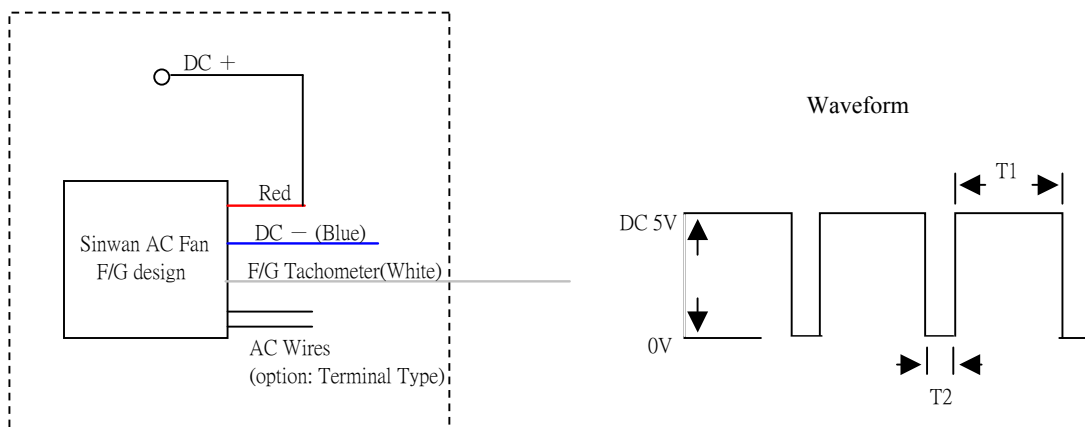 DC +
Red
Sinwan AC Fan
F/G design
DC － (Blue)
F/G Tachometer(White)
AC Wires
(option: Terminal Type)
Waveform
T1
DC 5V
0V
T2